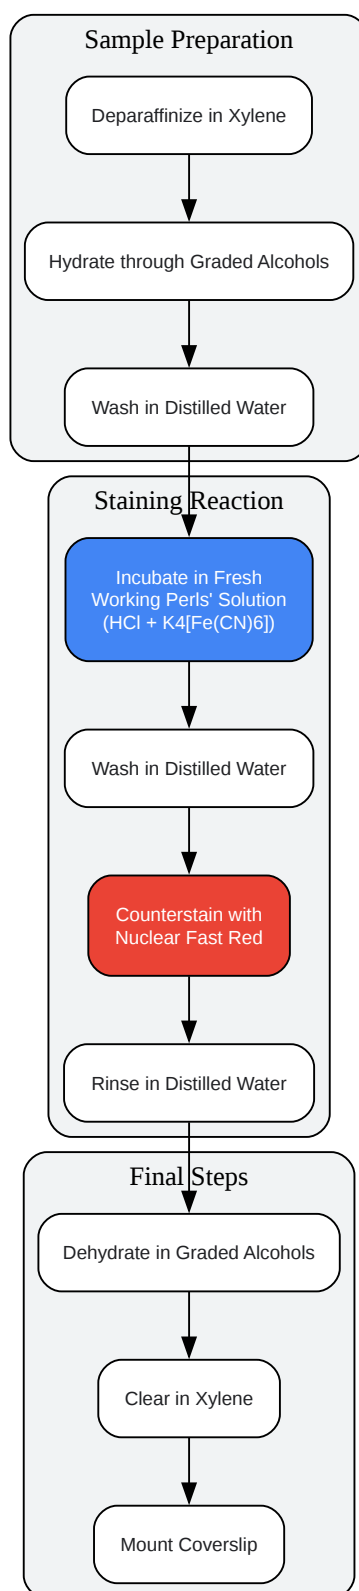 Sample Preparation
Deparaffinize in Xylene
Hydrate through Graded Alcohols
Wash in Distilled Water
Staining Reaction
Incubate in Fresh
Working Perls' Solution
(HCl + K4[Fe(CN)6])
Wash in Distilled Water
Counterstain with
Nuclear Fast Red
Rinse in Distilled Water
Final Steps
Dehydrate in Graded Alcohols
Clear in Xylene
Mount Coverslip